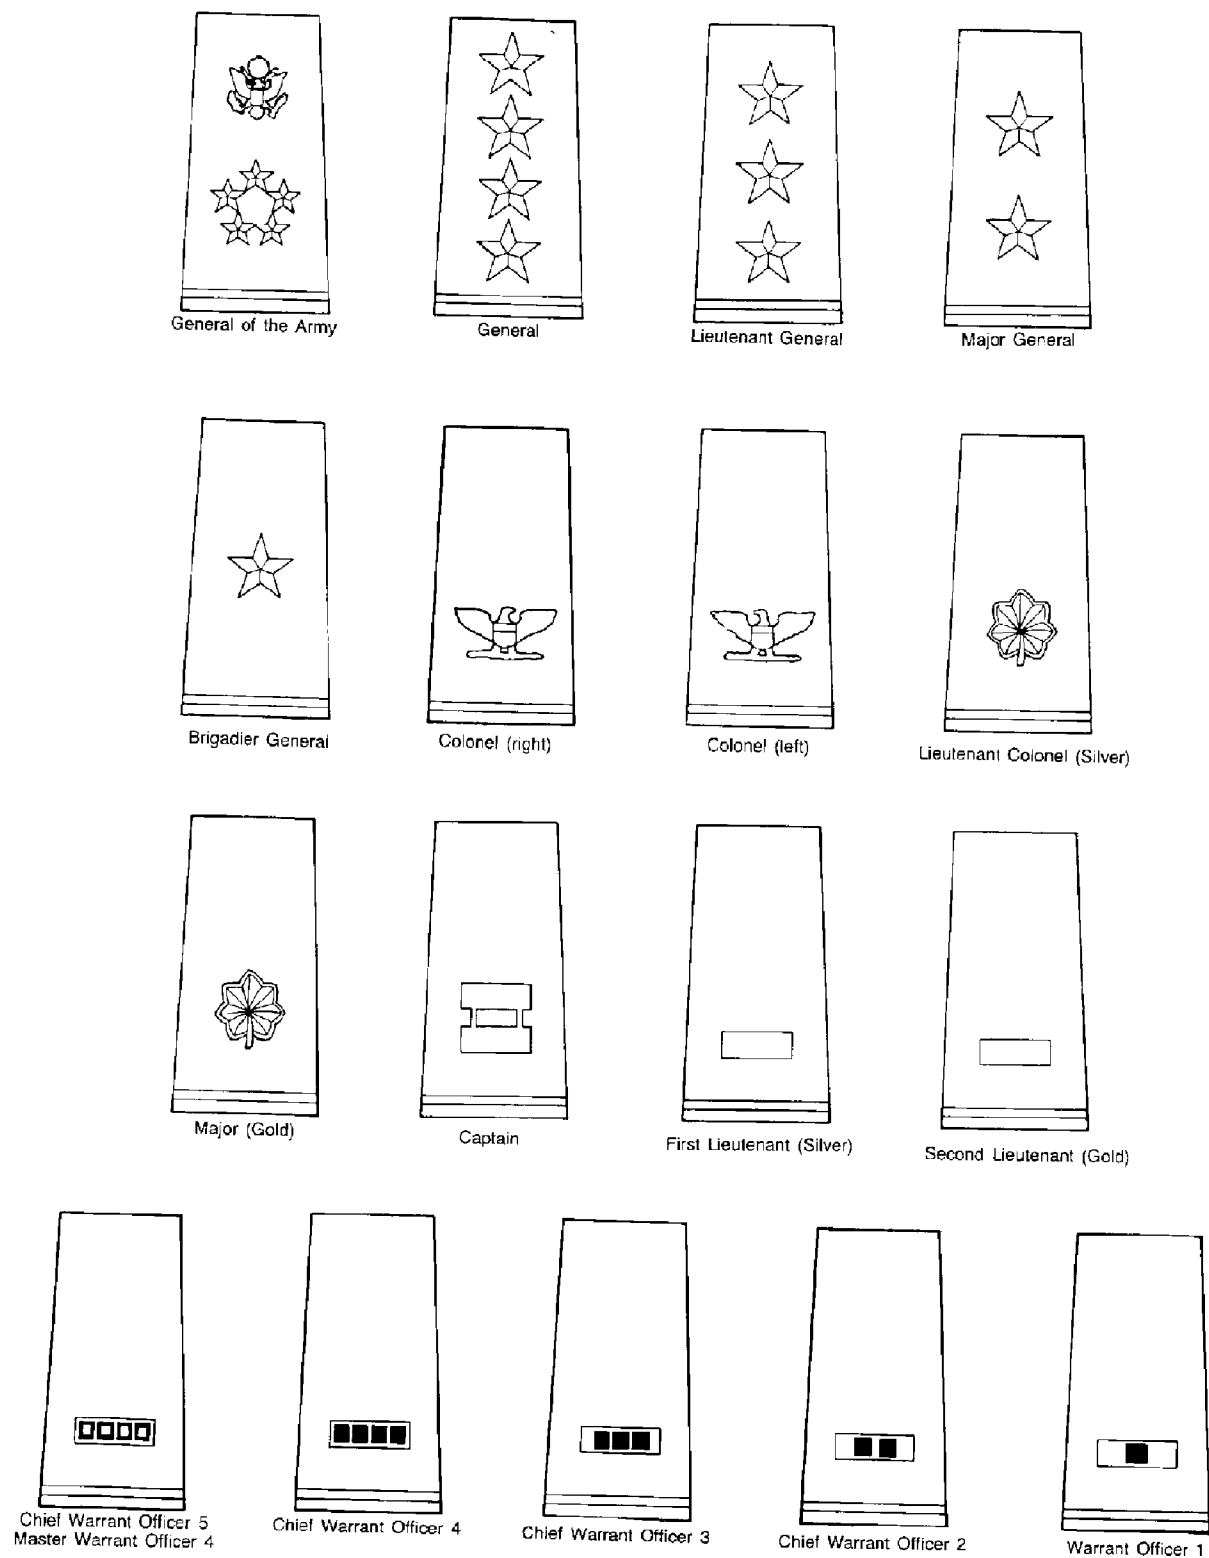 General of the Army
General
Lieutenant General
Major General
Brigadier General
Colonel (right)
Colonel (left)
Lieutenant Colonel (Silver)
Major (Gold)
Captain
First Lieutenant (Silver)
Second Lieutenant (Gold)
Chief Warrant Officer 5
Master Warrant Officer 4
Chief Warrant Officer 4
Chief Warrant Officer 3
Chief Warrant Officer 2
Warrant Officer 1